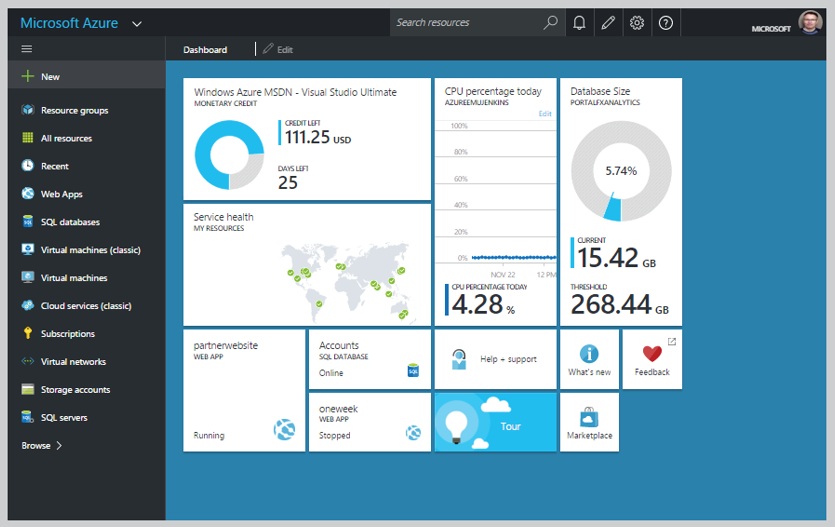 Microsoft Azure
Search resources
MICROSOFT
Dashboard
Edit
New
Resource groups
All resources
Recent
Web Apps
SQL databases
Virtual machines (classic)
Virtual machines
Cloud services (classic)
Subscriptions
Virtual networks
Storage accounts
SQL servers
Browse
Windows Azure MSDN - Visual Studio Ultimate
MONETARY CREDIT
CREDIT LEFT
111.25 USD
DAYS LEFT
25
Service health
MY RESOURCES
CPU percentage today
AZUREEMUJENKINS
Edit
100%
80%
60%
40%
20%
0%
NOV 22 12 PM
CPU PERCENTAGE TODAY
4.28 %
Database Size
PORTALFXANALYTICS
5.74%
CURRENT
15.42 GB
THRESHOLD
268.44 GB
partnerwebsite
WEB APP
Running
Accounts
SQL DATABASE
Online
SQL
oneweek
WEB APP
Stopped
Help + support
What's new
Feedback
Tour
Marketplace